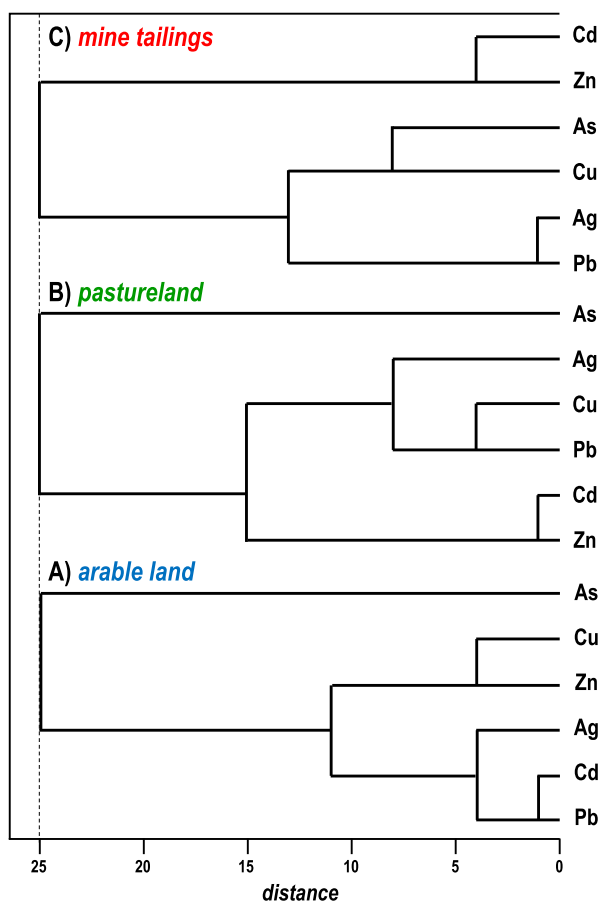 C) mine tailings
Cd
Zn
As
Cu
Ag
Pb
B) pastureland
As
Ag
Cu
Pb
Cd
Zn
A) arable land
As
Cu
Zn
Ag
Cd
Pb
25 20 15 10 5 0
distance